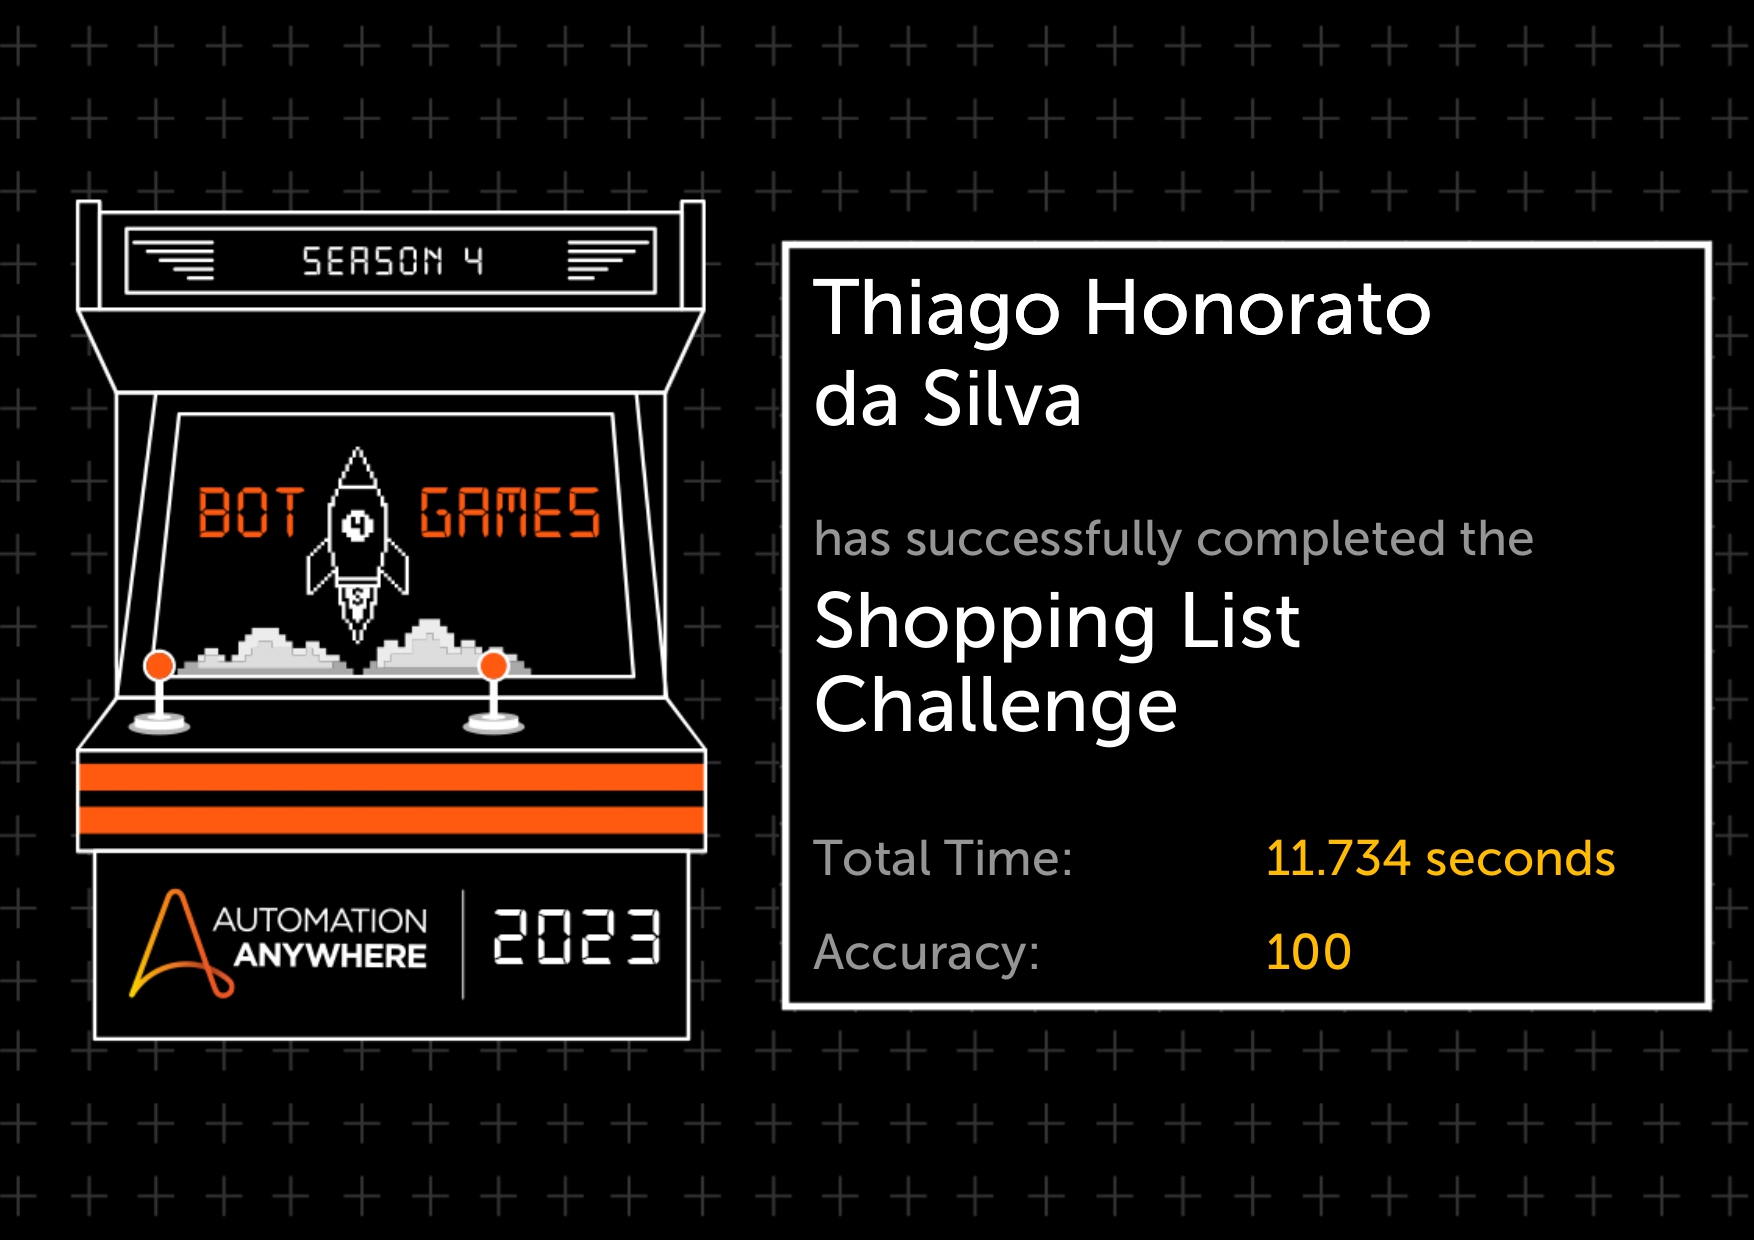 SEASON 4
BOT GAMES
4
AUTOMATION
ANYWHERE
2023
Thiago Honorato
da Silva
has successfully completed the
Shopping List
Challenge
Total Time: 11.734 seconds
Accuracy: 100